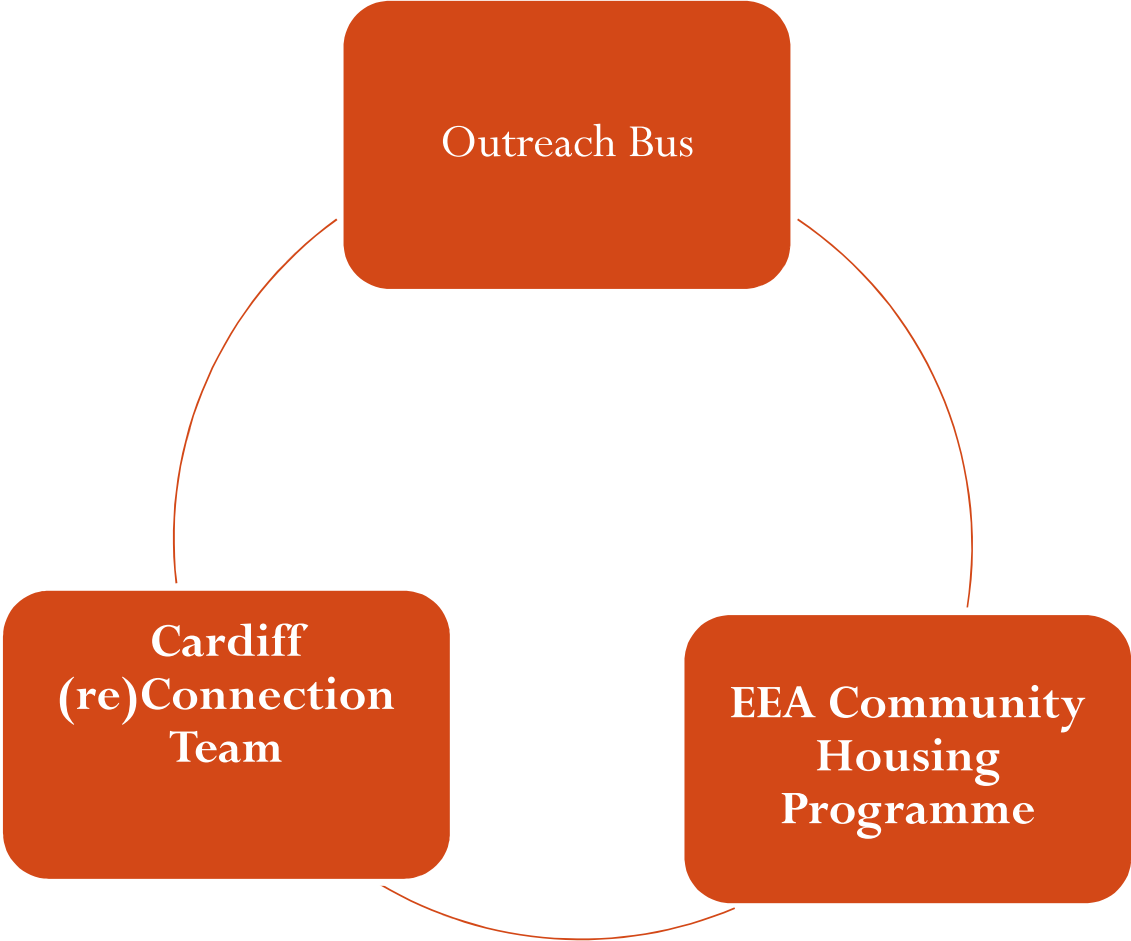 Outreach Bus
Cardiff
(re)Connection
Team
EEA Community
Housing
Programme